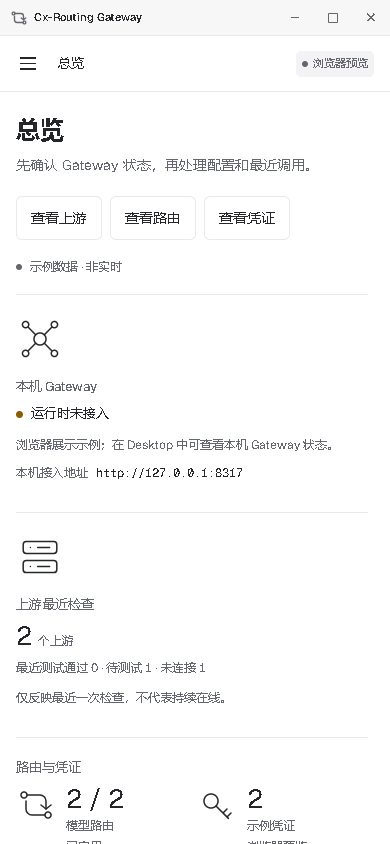 Cx-Routing Gateway
总览
浏览器预览
总览
先确认 Gateway 状态，再处理配置和最近调用。
查看上游
查看路由
查看凭证
示例数据 · 非实时
本机 Gateway
运行时未接入
浏览器展示示例；在 Desktop 中可查看本机 Gateway 状态。
本机接入地址 http://127.0.0.1:8317
上游最近检查
2 个上游
最近测试通过 0 · 待测试 1 · 未连接 1
仅反映最近一次检查，不代表持续在线。
路由与凭证
2 / 2
模型路由
2
示例凭证